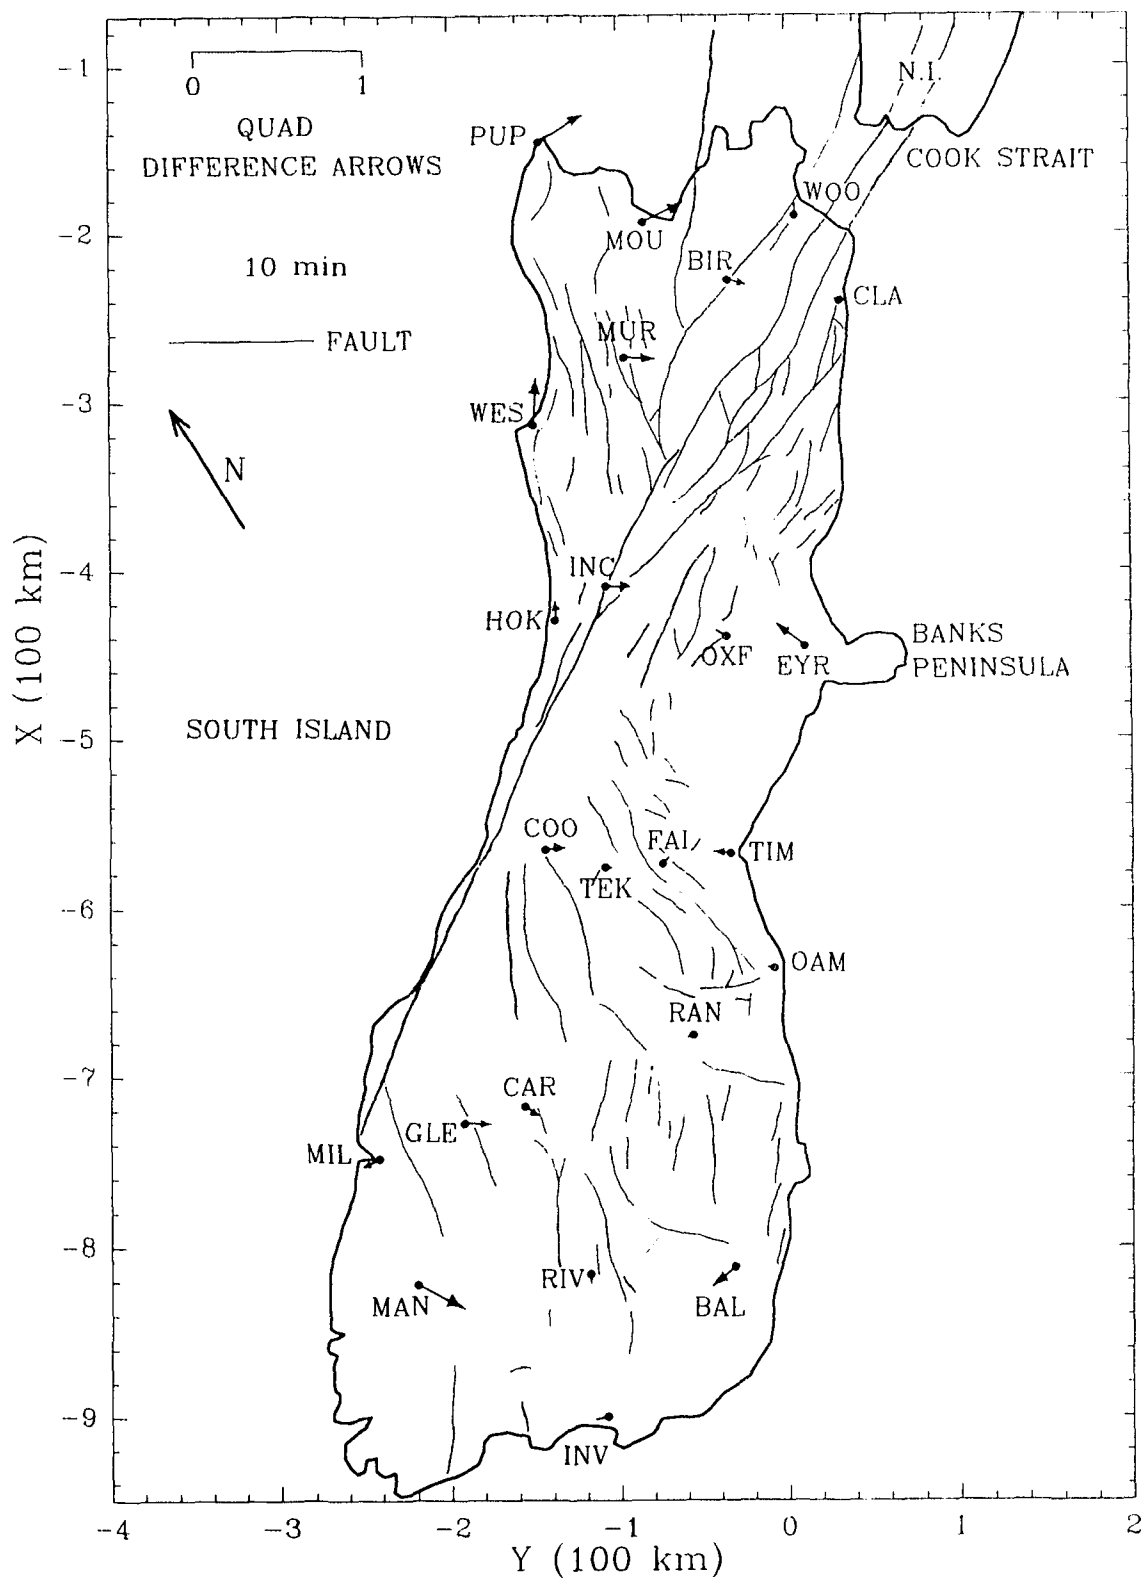 -1
0 1
QUAD
DIFFERENCE ARROWS
10 min
FAULT
N
SOUTH ISLAND
N.I.
COOK STRAIT
PUP
WOO
MOU
BIR
CLA
MUR
WES
INC
HOK
OXF
EYR
BANKS
PENINSULA
COO
FAI
TIM
TEK
OAM
RAN
CAR
GLE
MIL
RIV
MAN
BAL
INV
-2
-3
-4
-5
-6
-7
-8
-9
X (100 km)
-4 -3 -2 -1 0 1 2
Y (100 km)